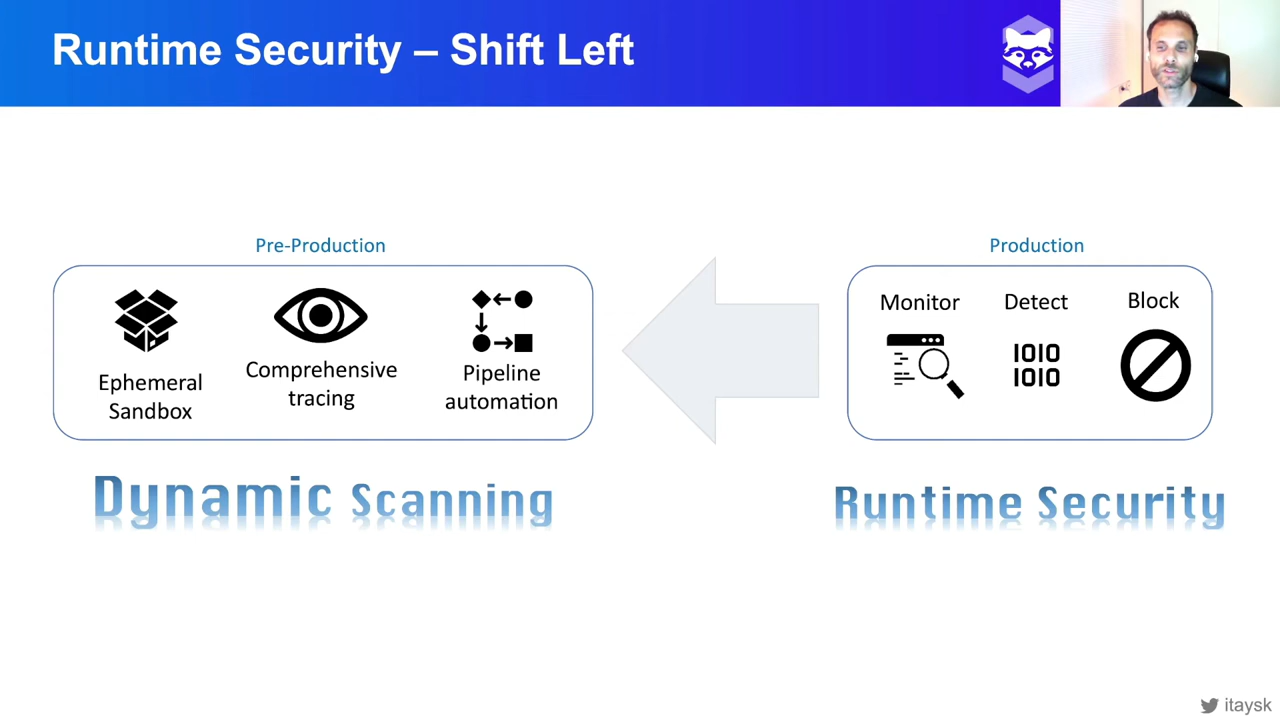 Runtime Security – Shift Left
Pre-Production
Ephemeral
Sandbox
Comprehensive
tracing
Pipeline
automation
Dynamic Scanning
Production
Monitor
Detect
Block
1010
1010
Runtime Security
itaysk